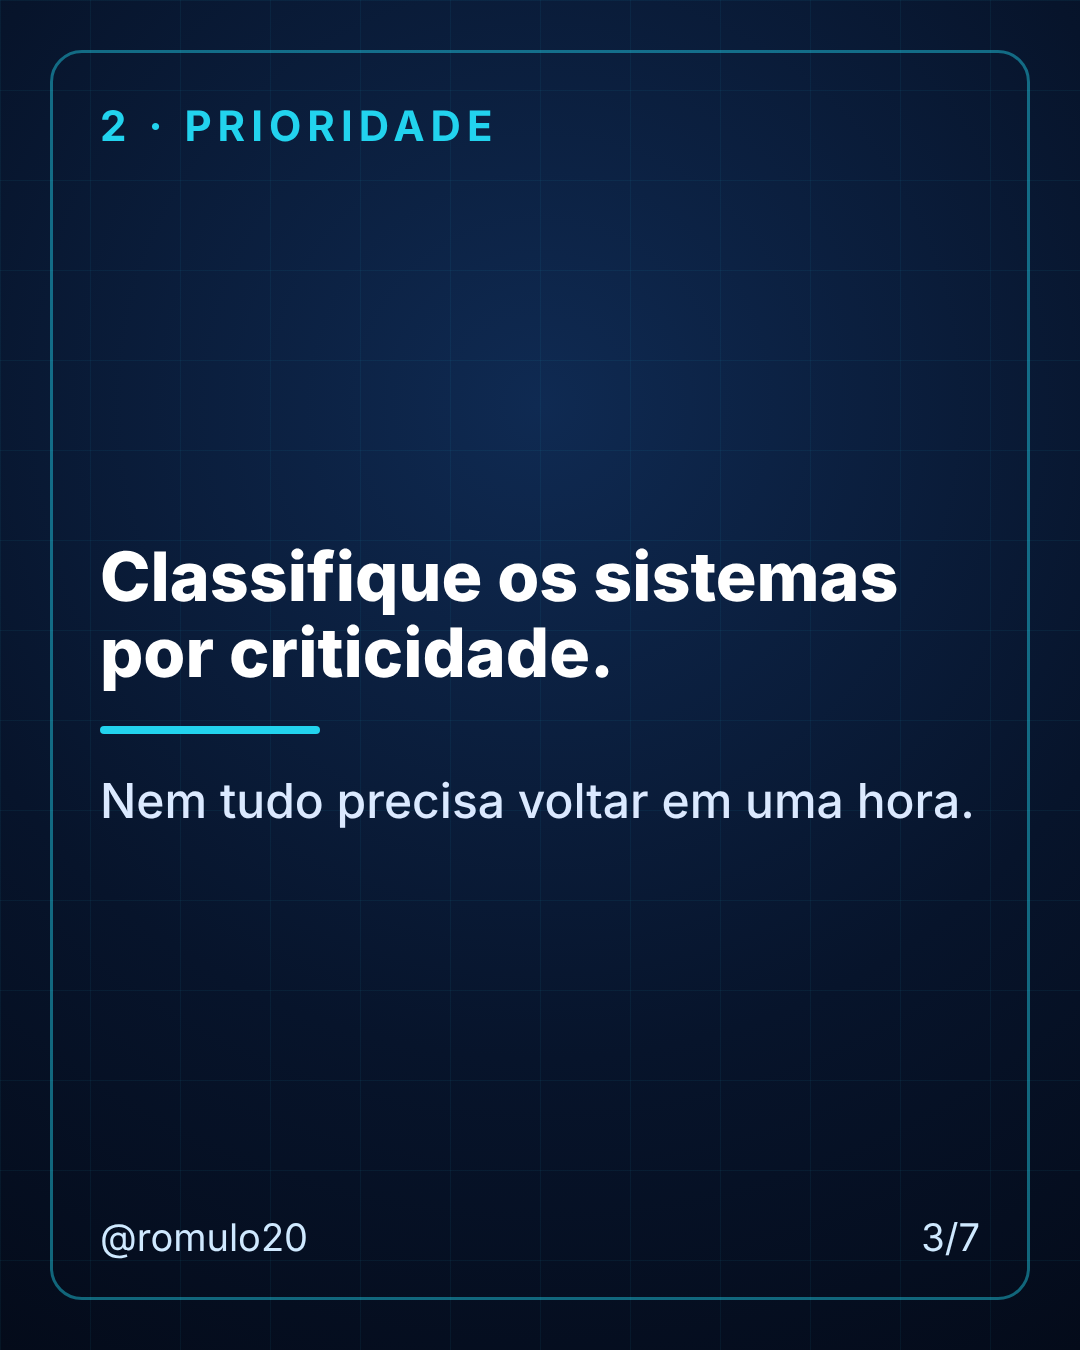 2 · PRIORIDADE
Classifique os sistemas
por criticidade.
Nem tudo precisa voltar em uma hora.
@romulo20
3/7